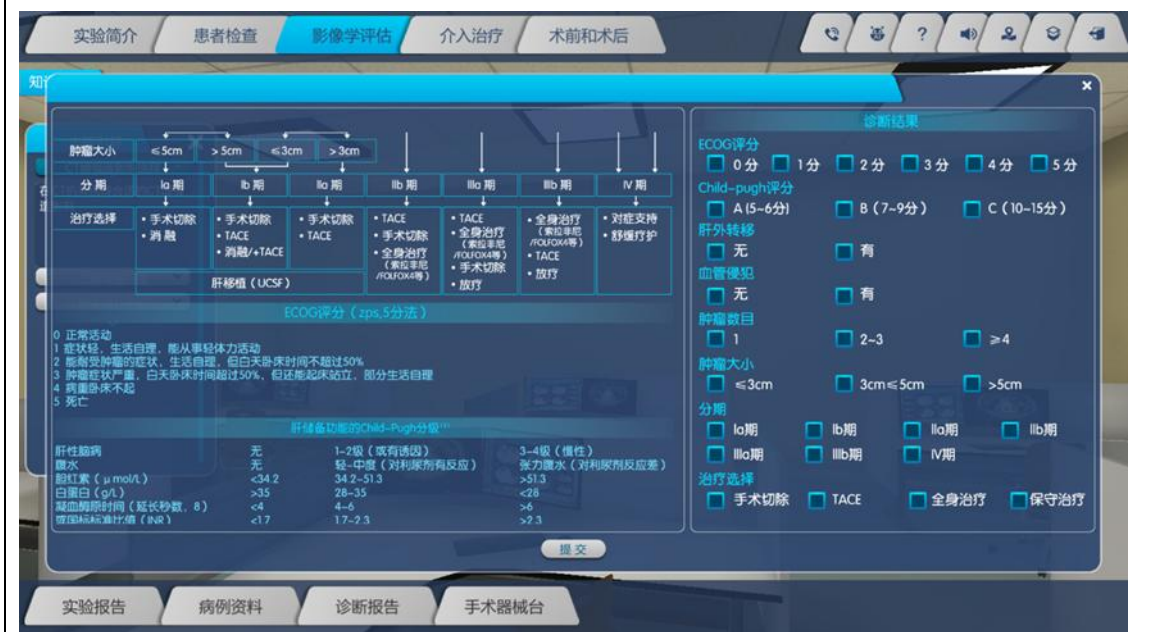 实验简介 患者检查 影像学评估 介入治疗 术前和术后
?
×
诊断结果
肿瘤大小 ≤5cm >5cm ≤3cm >3cm
分期 Ia期 Ib期 IIa期 IIb期 IIIa期 IIIb期 IV期
治疗选择
• 手术切除
• 消融
• 手术切除
• TACE
• 消融/+TACE
• 手术切除
• TACE
肝移植(UCSF)
• TACE
• 手术切除
• 全身治疗
(索拉非尼
/FOLFOX4等)
• TACE
• 全身治疗
(索拉非尼
/FOLFOX4等)
• 手术切除
• 放疗
• 全身治疗
(索拉非尼
/FOLFOX4等)
• TACE
• 放疗
• 对症支持
• 舒缓疗护
ECOG评分(zps,5分法)
0 正常活动
1 症状轻,生活自理,能从事轻体力活动
2 能耐受肿瘤的症状,生活自理,但白天卧床时间不超过50%
3 肿瘤症状严重,白天卧床时间超过50%,但还能起床站立,部分生活自理
4 病重卧床不起
5 死亡
肝储备功能的Child-Pugh分级
肝性脑病 无 1-2级(或有诱因) 3-4级(慢性)
腹水 无 轻-中度(对利尿剂有反应) 张力腹水(对利尿剂反应差)
胆红素(μmol/L) <34.2 34.2-51.3 >51.3
白蛋白(g/L) >35 28-35 <28
凝血酶原时间(延长秒数,8) <4 4-6 >6
或国际标准比值(INR) <1.7 1.7-2.3 >2.3
ECOG评分
0分 1分 2分 3分 4分 5分
Child-pugh评分
A(5~6分) B(7~9分) C(10~15分)
肝外转移
无 有
血管侵犯
无 有
肿瘤数目
1 2~3 ≥4
肿瘤大小
≤3cm 3cm≤5cm >5cm
分期
Ia期 Ib期 IIa期 IIb期
IIIa期 IIIb期 IV期
治疗选择
手术切除 TACE 全身治疗 保守治疗
提交
实验报告 病例资料 诊断报告 手术器械台